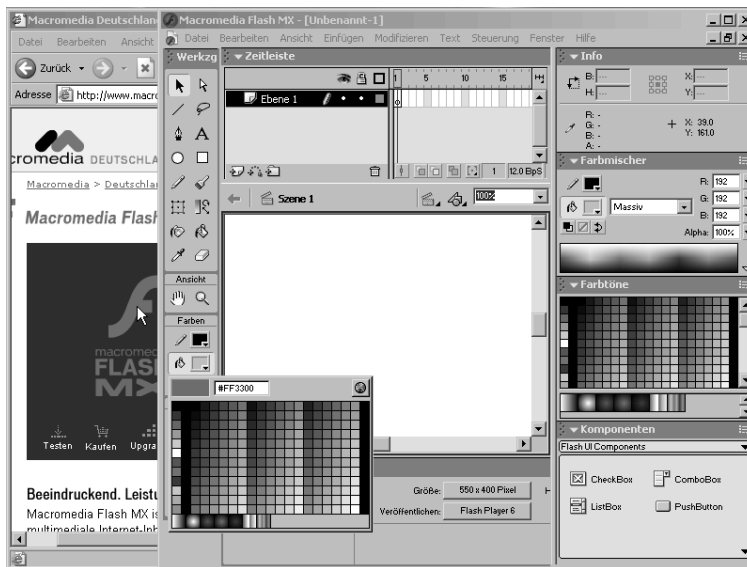 Macromedia Deutschlan
Datei Bearbeiten Ansicht
Zurück
Adresse http://www.macro
cromedia DEUTSCHLA
Macromedia > Deutschlan
Macromedia Flash
macromed
FLAS
MX
Testen Kaufen Upgra
Beeindruckend. Leistu
Macromedia Flash MX is
multimediale Internet-Inh
Macromedia Flash MX - [Unbenannt-1]
Datei Bearbeiten Ansicht Einfügen Modifizieren Text Steuerung Fenster Hilfe
Werkzg
A
Ansicht
Farben
Zeitleiste
1 5 10 15
Ebene 1
1 12.0 BpS
Szene 1
100%
#FF3300
Größe: 550 x 400 Pixel
Veröffentlichen: Flash Player 6
Info
B: ... X: ...
H: ... Y: ...
R: -
G: - X: 39.0
B: - Y: 161.0
A: -
Farbmischer
R: 192
Massiv G: 192
B: 192
Alpha: 100%
Farbtöne
Komponenten
Flash UI Components
CheckBox ComboBox
ListBox PushButton